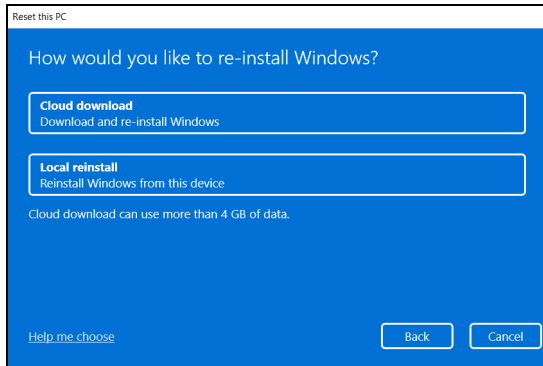 Reset this PC
How would you like to re-install Windows?
Cloud download
Download and re-install Windows
Local reinstall
Reinstall Windows from this device
Cloud download can use more than 4 GB of data.
Help me choose
Back
Cancel